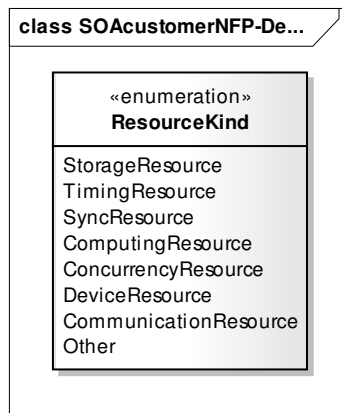 class SOAcustomerNFP-De...
«enumeration»
ResourceKind
StorageResource
TimingResource
SyncResource
ComputingResource
ConcurrencyResource
DeviceResource
CommunicationResource
Other